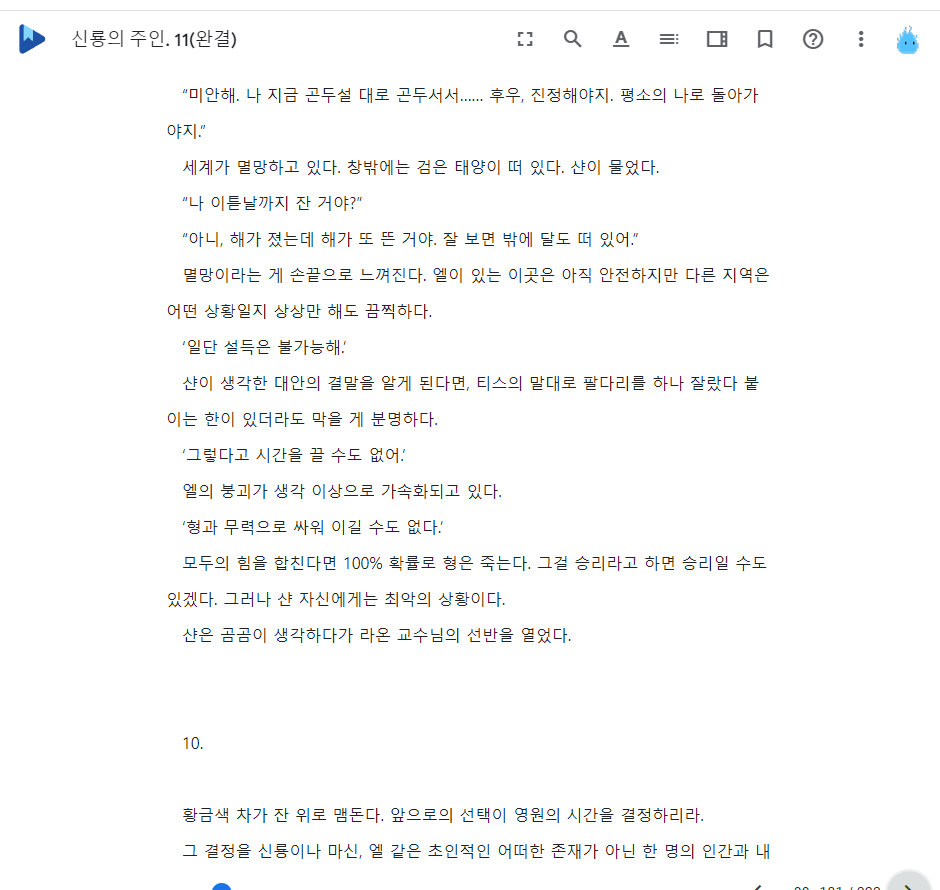 신룡의 주인. 11(완결)
“미안해. 나 지금 곤두설 대로 곤두서서…… 후우, 진정해야지. 평소의 나로 돌아가
야지.”
세계가 멸망하고 있다. 창밖에는 검은 태양이 떠 있다. 샨이 물었다.
“나 이튿날까지 잔 거야?”
“아니, 해가 졌는데 해가 또 뜬 거야. 잘 보면 밖에 달도 떠 있어.”
멸망이라는 게 손끝으로 느껴진다. 엘이 있는 이곳은 아직 안전하지만 다른 지역은
어떤 상황일지 상상만 해도 끔찍하다.
‘일단 설득은 불가능해.’
샨이 생각한 대안의 결말을 알게 된다면, 티스의 말대로 팔다리를 하나 잘랐다 붙
이는 한이 있더라도 막을 게 분명하다.
‘그렇다고 시간을 끌 수도 없어.’
엘의 붕괴가 생각 이상으로 가속화되고 있다.
‘형과 무력으로 싸워 이길 수도 없다.’
모두의 힘을 합친다면 100% 확률로 형은 죽는다. 그걸 승리라고 하면 승리일 수도
있겠다. 그러나 샨 자신에게는 최악의 상황이다.
샨은 곰곰이 생각하다가 라온 교수님의 선반을 열었다.
10.
황금색 차가 잔 위로 맴돈다. 앞으로의 선택이 영원의 시간을 결정하리라.
그 결정을 신룡이나 마신, 엘 같은 초인적인 어떠한 존재가 아닌 한 명의 인간과 내